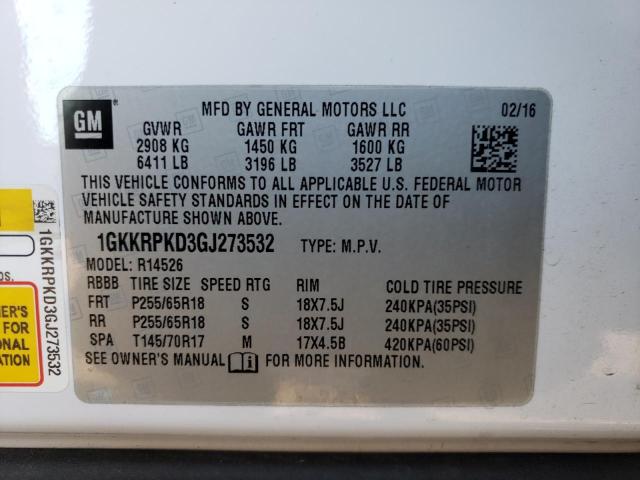 GM
MFD BY GENERAL MOTORS LLC 02/16
GVWR GAWR FRT GAWR RR
2908 KG 1450 KG 1600 KG
6411 LB 3196 LB 3527 LB
THIS VEHICLE CONFORMS TO ALL APPLICABLE U.S. FEDERAL MOTOR
VEHICLE SAFETY STANDARDS IN EFFECT ON THE DATE OF
MANUFACTURE SHOWN ABOVE.
1GKKRPKD3GJ273532 TYPE: M.P.V.
MODEL: R14526
RBBB TIRE SIZE SPEED RTG RIM COLD TIRE PRESSURE
FRT P255/65R18 S 18X7.5J 240KPA(35PSI)
RR P255/65R18 S 18X7.5J 240KPA(35PSI)
SPA T145/70R17 M 17X4.5B 420KPA(60PSI)
SEE OWNER'S MANUAL i FOR MORE INFORMATION.
1GKKRPKD3GJ273532
OWNER'S
FOR
ONAL
ATION